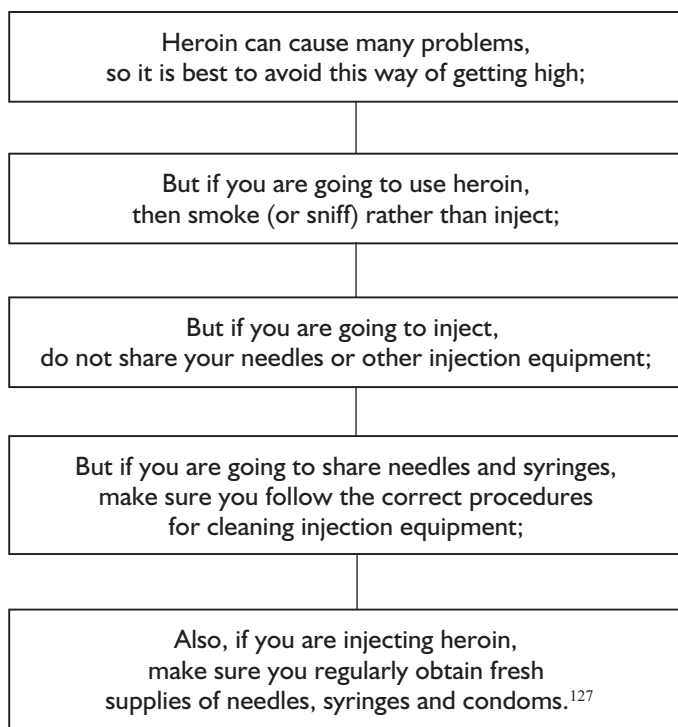 Heroin can cause many problems,
so it is best to avoid this way of getting high;
But if you are going to use heroin,
then smoke (or sniff) rather than inject;
But if you are going to inject,
do not share your needles or other injection equipment;
But if you are going to share needles and syringes,
make sure you follow the correct procedures
for cleaning injection equipment;
Also, if you are injecting heroin,
make sure you regularly obtain fresh
supplies of needles, syringes and condoms.127